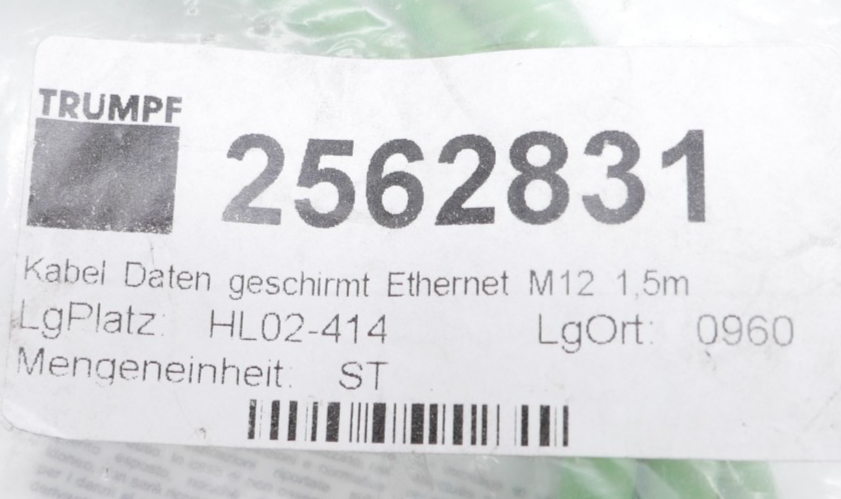 TRUMPF
2562831
Kabel Daten geschirmt Ethernet M12 1,5m
LgPlatz: HL02-414 LgOrt: 0960
Mengeneinheit: ST